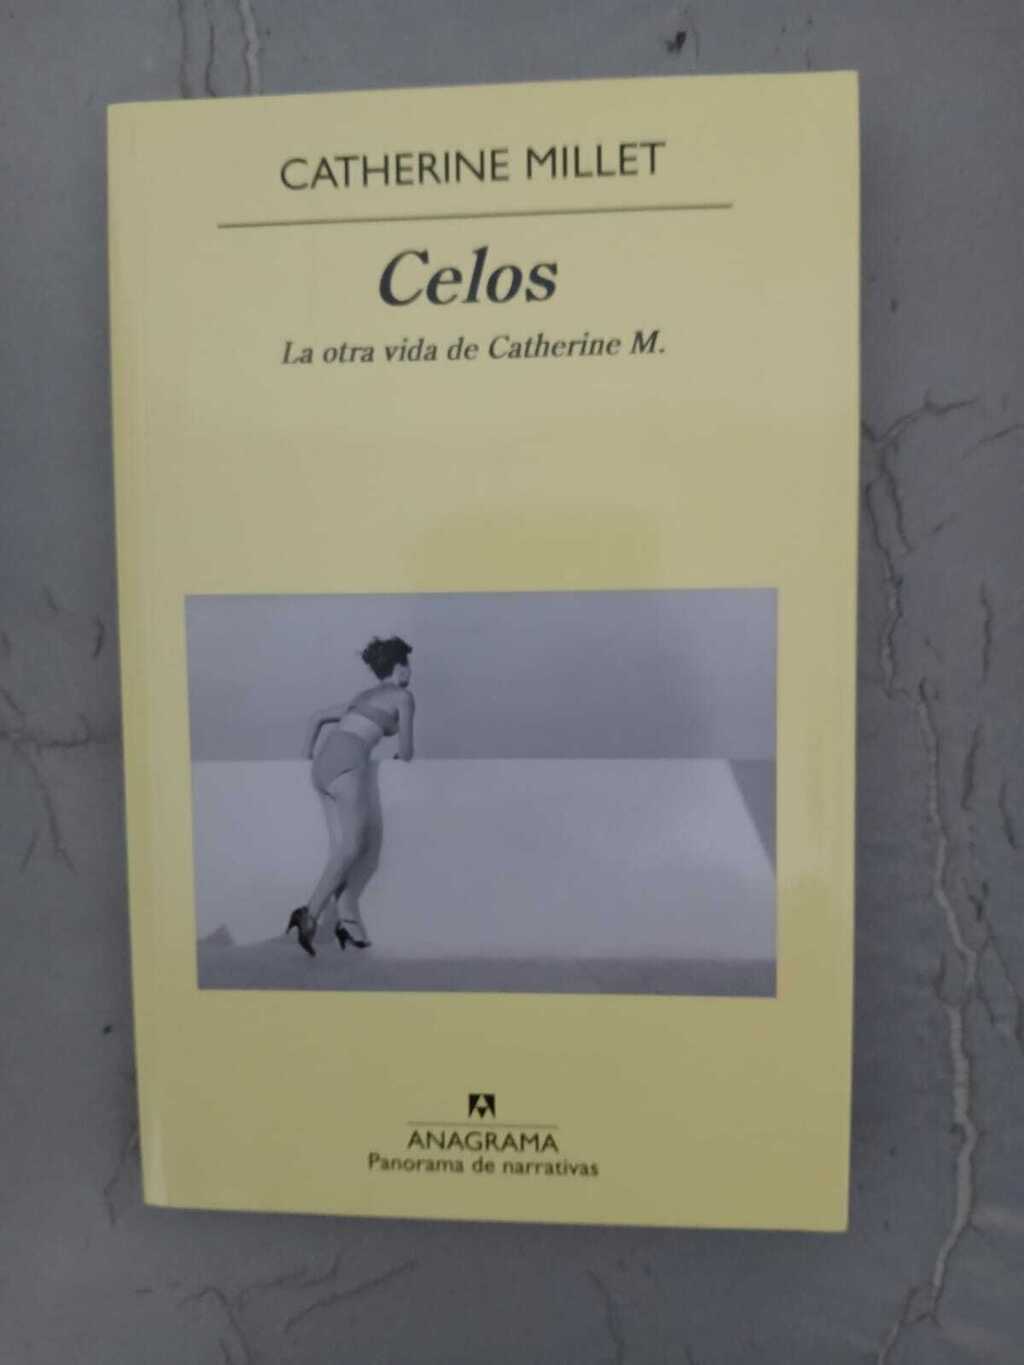 CATHERINE MILLET
Celos
La otra vida de Catherine M.
ANAGRAMA
Panorama de narrativas